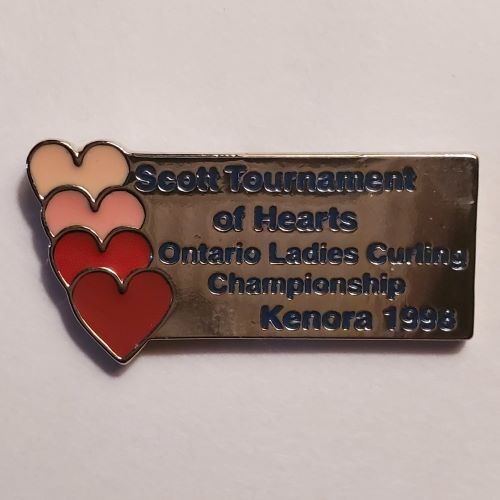 Scott Tournament
of Hearts
Ontario Ladies Curling
Championship
Kenora 1998